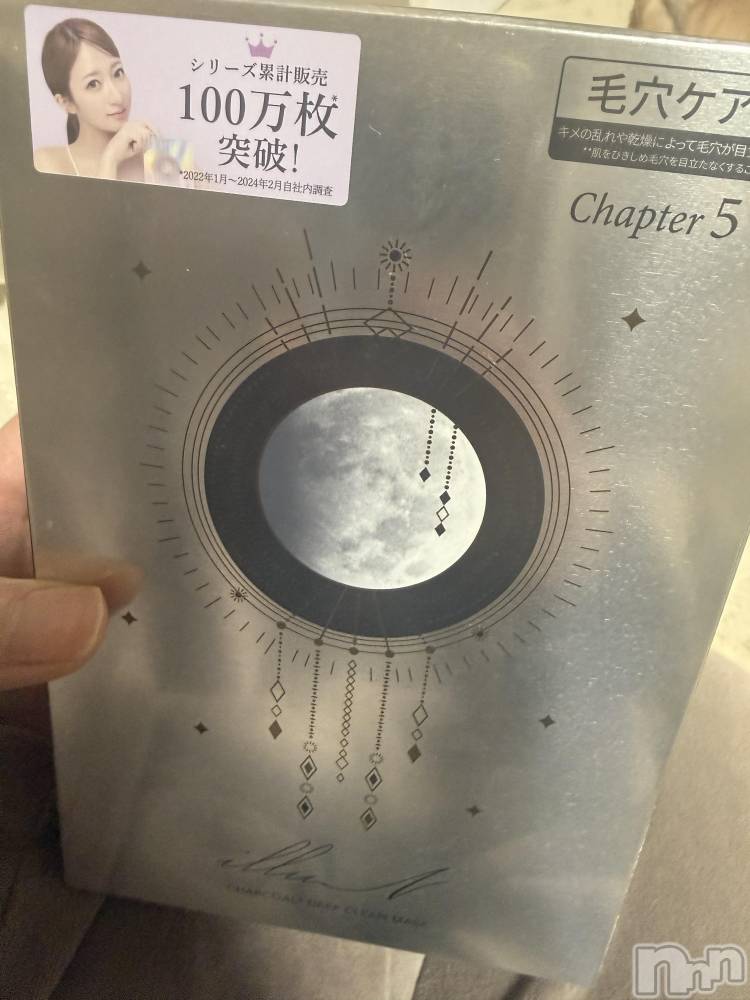 シリーズ累計販売
100万枚*
突破!
*2022年1月〜2024年2月自社内調査
毛穴ケア
キメの乱れや乾燥によって毛穴が目
**肌をひきしめ毛穴を目立たなくするこ
Chapter 5
CHARCOAL DEEP CLEAN MASK
nnn